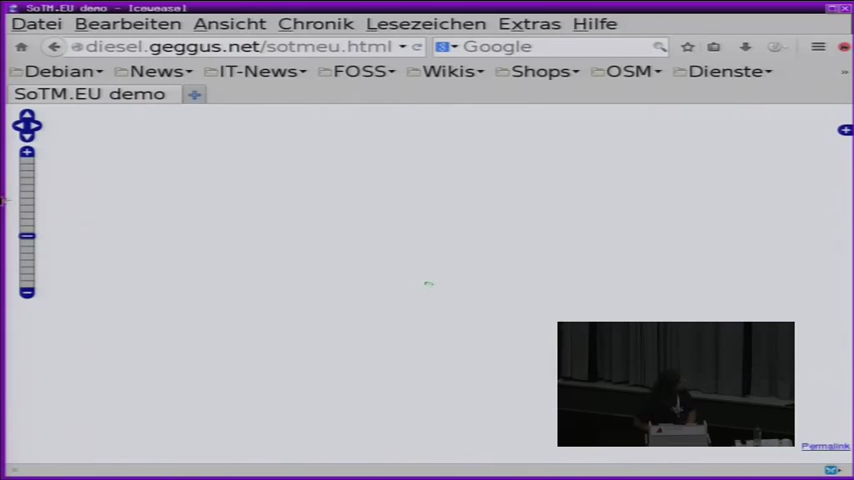 SoTM.EU demo - Iceweasel
Datei Bearbeiten Ansicht Chronik Lesezeichen Extras Hilfe
diesel.geggus.net/sotmeu.html Google
Debian News IT-News FOSS Wikis Shops OSM Dienste »
SoTM.EU demo
Permalink